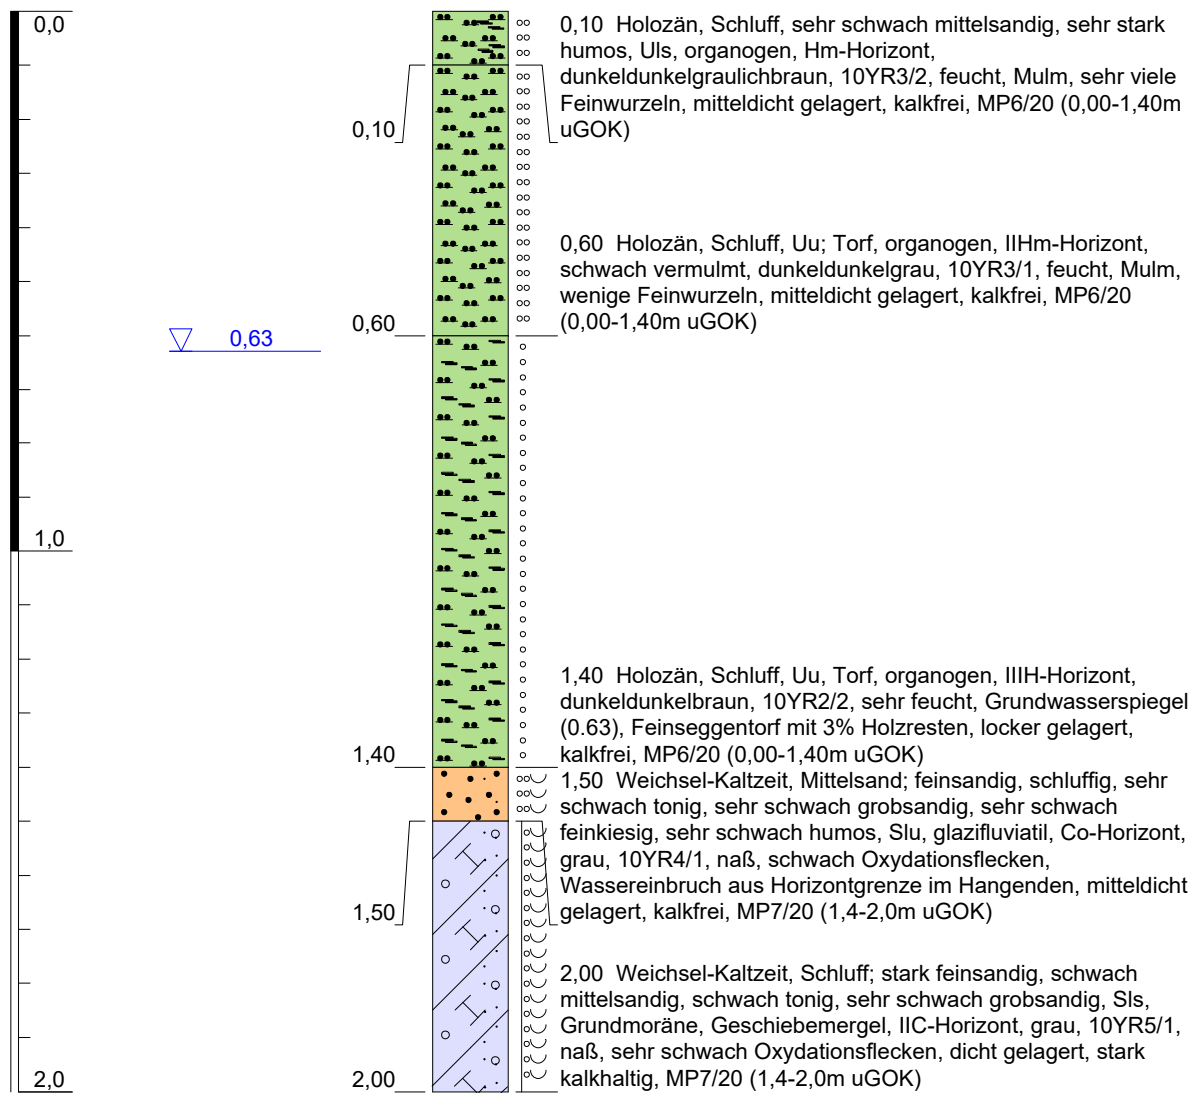 0,0
0,10 Holozän, Schluff, sehr schwach mittelsandig, sehr stark
humos, Uls, organogen, Hm-Horizont,
dunkeldunkelgraulichbraun, 10YR3/2, feucht, Mulm, sehr viele
Feinwurzeln, mitteldicht gelagert, kalkfrei, MP6/20 (0,00-1,40m
uGOK)
0,10
0,60 Holozän, Schluff, Uu; Torf, organogen, IIHm-Horizont,
schwach vermulmt, dunkeldunkelgrau, 10YR3/1, feucht, Mulm,
wenige Feinwurzeln, mitteldicht gelagert, kalkfrei, MP6/20
(0,00-1,40m uGOK)
0,60
0,63
1,0
1,40 Holozän, Schluff, Uu, Torf, organogen, IIIH-Horizont,
dunkeldunkelbraun, 10YR2/2, sehr feucht, Grundwasserspiegel
(0.63), Feinseggentorf mit 3% Holzresten, locker gelagert,
kalkfrei, MP6/20 (0,00-1,40m uGOK)
1,40
1,50 Weichsel-Kaltzeit, Mittelsand; feinsandig, schluffig, sehr
schwach tonig, sehr schwach grobsandig, sehr schwach
feinkiesig, sehr schwach humos, Slu, glazifluviatil, Co-Horizont,
grau, 10YR4/1, naß, schwach Oxydationsflecken,
Wassereinbruch aus Horizontgrenze im Hangenden, mitteldicht
gelagert, kalkfrei, MP7/20 (1,4-2,0m uGOK)
1,50
2,00 Weichsel-Kaltzeit, Schluff; stark feinsandig, schwach
mittelsandig, schwach tonig, sehr schwach grobsandig, Sls,
Grundmoräne, Geschiebemergel, IIC-Horizont, grau, 10YR5/1,
naß, sehr schwach Oxydationsflecken, dicht gelagert, stark
kalkhaltig, MP7/20 (1,4-2,0m uGOK)
2,0
2,00